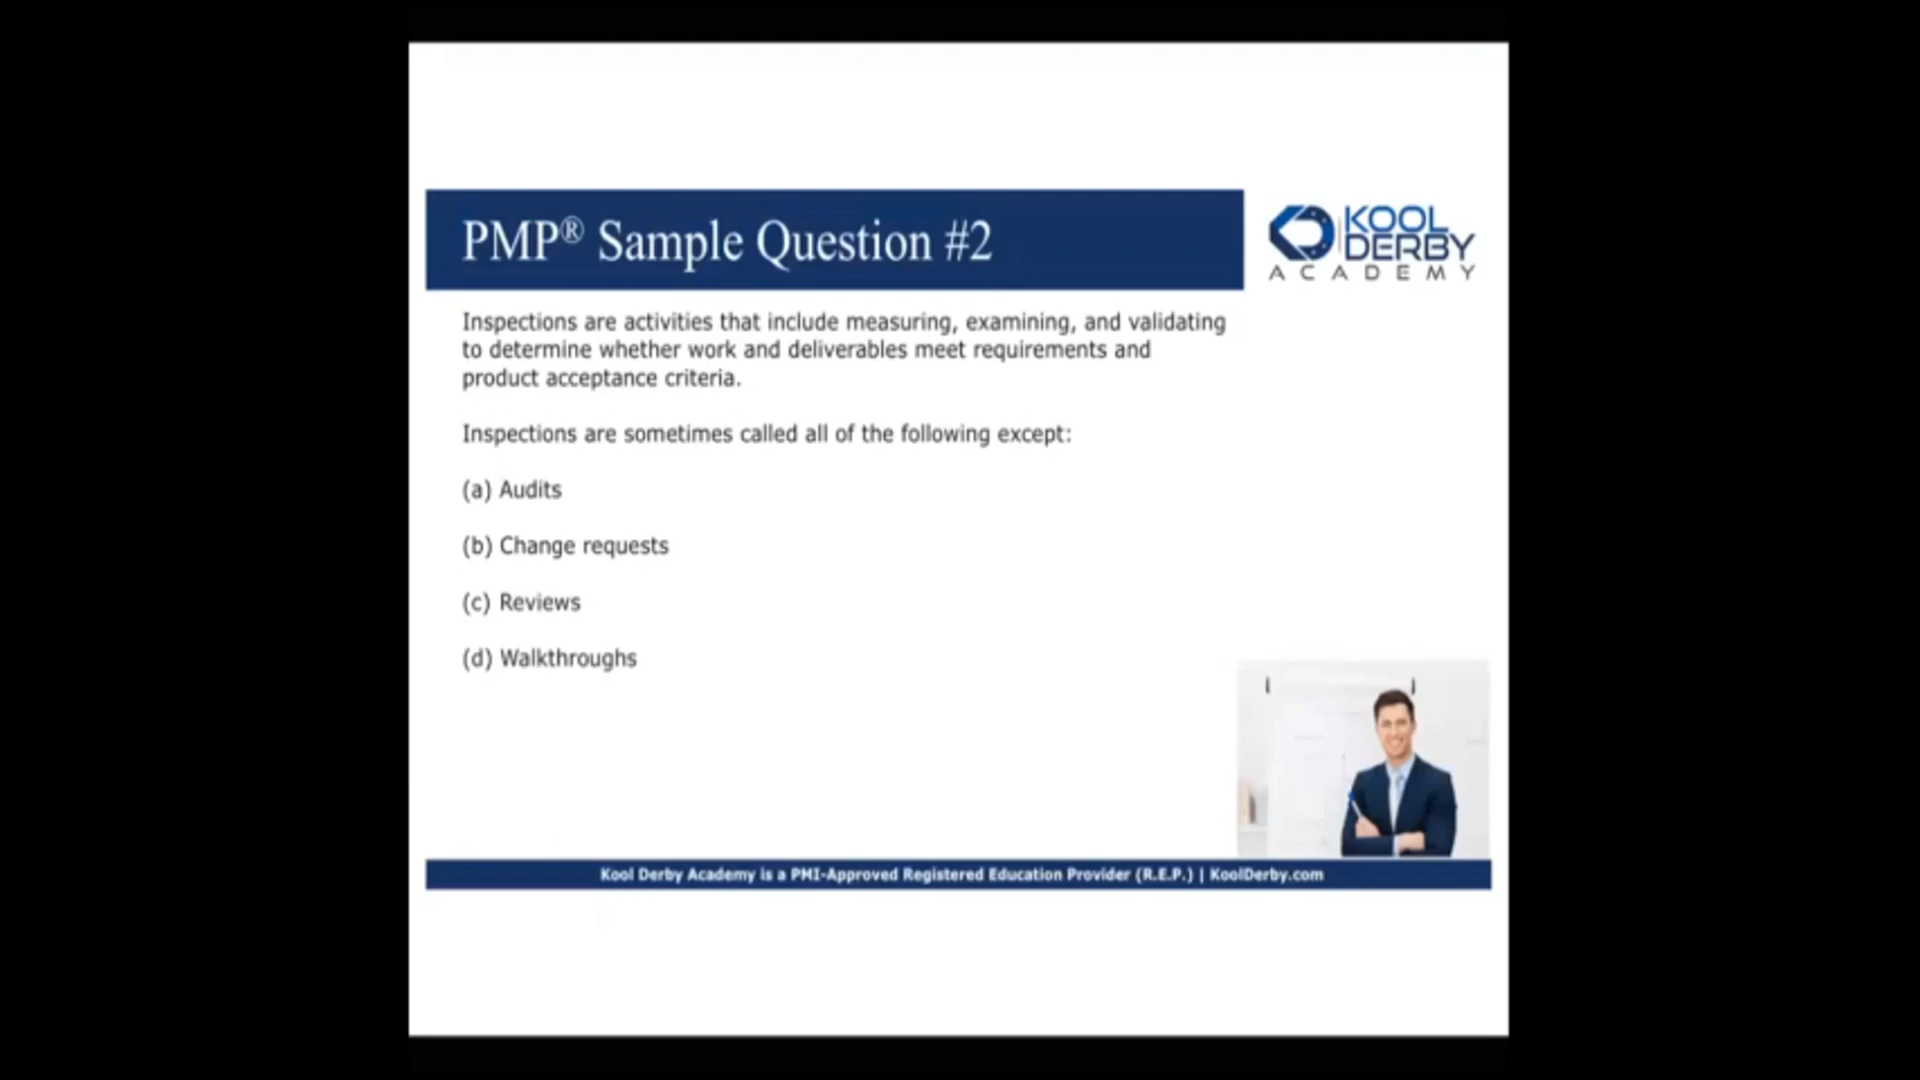 PMP® Sample Question #2
KOOL
DERBY
ACADEMY
Inspections are activities that include measuring, examining, and validating
to determine whether work and deliverables meet requirements and
product acceptance criteria.
Inspections are sometimes called all of the following except:
(a) Audits
(b) Change requests
(c) Reviews
(d) Walkthroughs
Kool Derby Academy is a PMI-Approved Registered Education Provider (R.E.P.) | KoolDerby.com